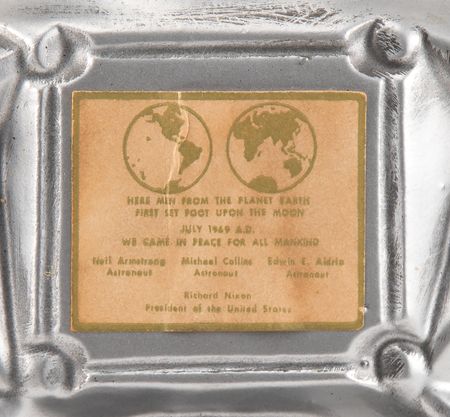 HERE MEN FROM THE PLANET EARTH
FIRST SET FOOT UPON THE MOON
JULY 1969 A.D.
WE CAME IN PEACE FOR ALL MANKIND
Neil Armstrong Michael Collins Edwin E. Aldrin
Astronaut Astronaut Astronaut
Richard Nixon
President of the United States